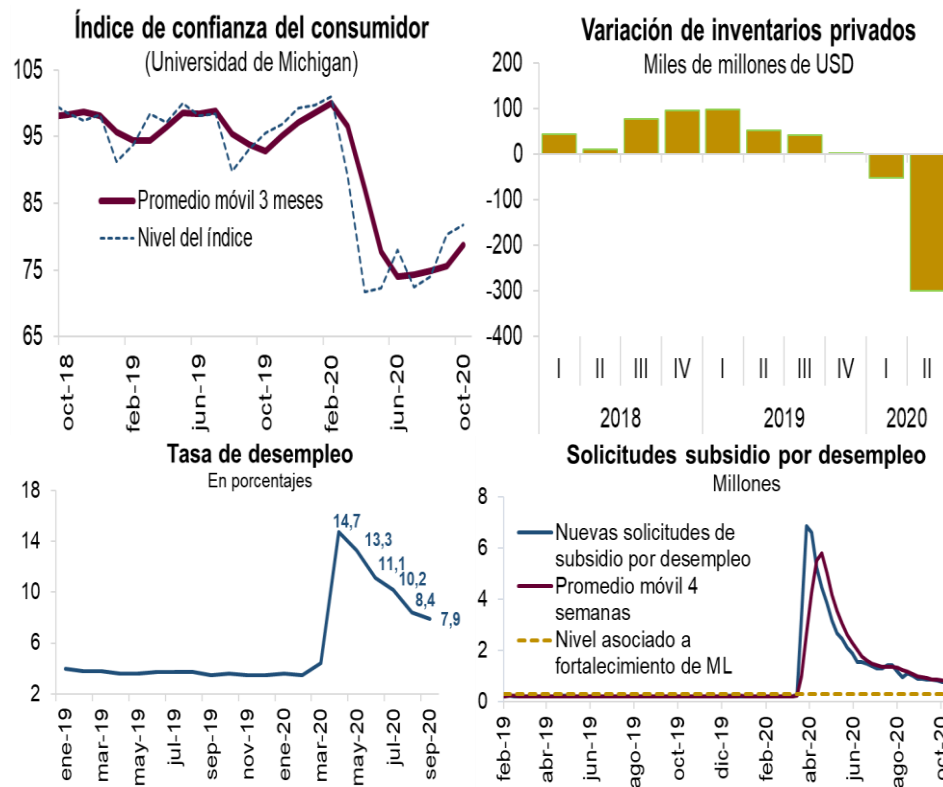 Índice de confianza del consumidor
(Universidad de Michigan)
105
95
85
75
65
Promedio móvil 3 meses
Nivel del índice
oct-18
feb-19
jun-19
oct-19
feb-20
jun-20
oct-20
Variación de inventarios privados
Miles de millones de USD
200
100
0
-100
-200
-300
-400
I II III IV I II III IV I II
2018 2019 2020
Tasa de desempleo
En porcentajes
18
14
10
6
2
14,7
13,3
11,1
10,2
8,4
7,9
ene-19
mar-19
may-19
jul-19
sep-19
nov-19
ene-20
mar-20
may-20
jul-20
sep-20
Solicitudes subsidio por desempleo
Millones
8
6
4
2
0
Nuevas solicitudes de
subsidio por desempleo
Promedio móvil 4
semanas
Nivel asociado a
fortalecimiento de ML
feb-19
abr-19
jun-19
ago-19
oct-19
dic-19
feb-20
abr-20
jun-20
ago-20
oct-20